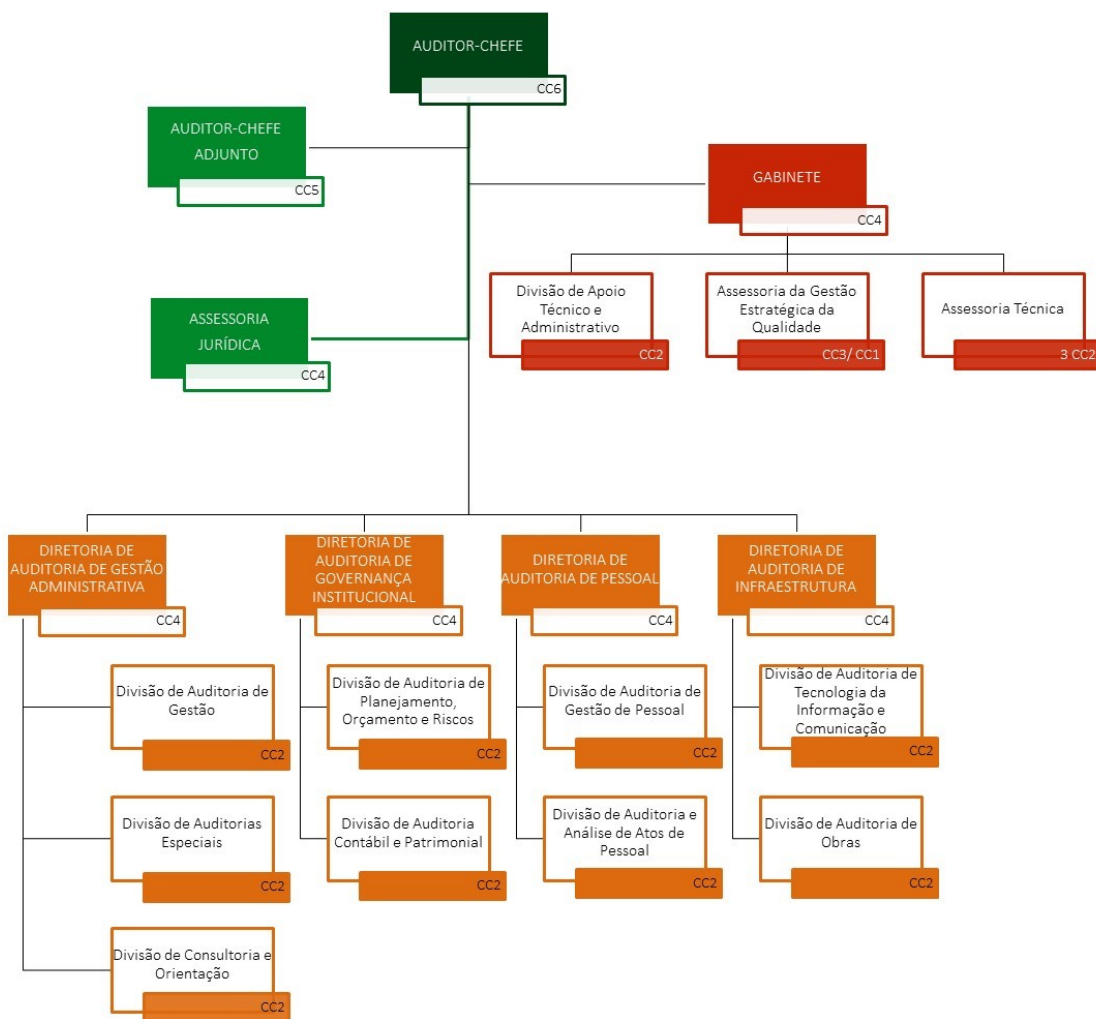 AUDITOR-CHEFE
CC6
AUDITOR-CHEFE
ADJUNTO
CC5
GABINETE
CC4
Divisão de Apoio
Técnico e
Administrativo
CC2
Assessoria da Gestão
Estratégica da
Qualidade
CC3/ CC1
Assessoria Técnica
3 CC2
ASSESSORIA
JURÍDICA
CC4
DIRETORIA DE
AUDITORIA DE GESTÃO
ADMINISTRATIVA
CC4
Divisão de Auditoria de
Gestão
CC2
Divisão de Auditorias
Especiais
CC2
Divisão de Consultoria e
Orientação
CC2
DIRETORIA DE
AUDITORIA DE
GOVERNANÇA
INSTITUCIONAL
CC4
Divisão de Auditoria de
Planejamento,
Orçamento e Riscos
CC2
Divisão de Auditoria
Contábil e Patrimonial
CC2
DIRETORIA DE
AUDITORIA DE PESSOAL
CC4
Divisão de Auditoria de
Gestão de Pessoal
CC2
Divisão de Auditoria e
Análise de Atos de
Pessoal
CC2
DIRETORIA DE
AUDITORIA DE
INFRAESTRUTURA
CC4
Divisão de Auditoria de
Tecnologia da
Informação e
Comunicação
CC2
Divisão de Auditoria de
Obras
CC2